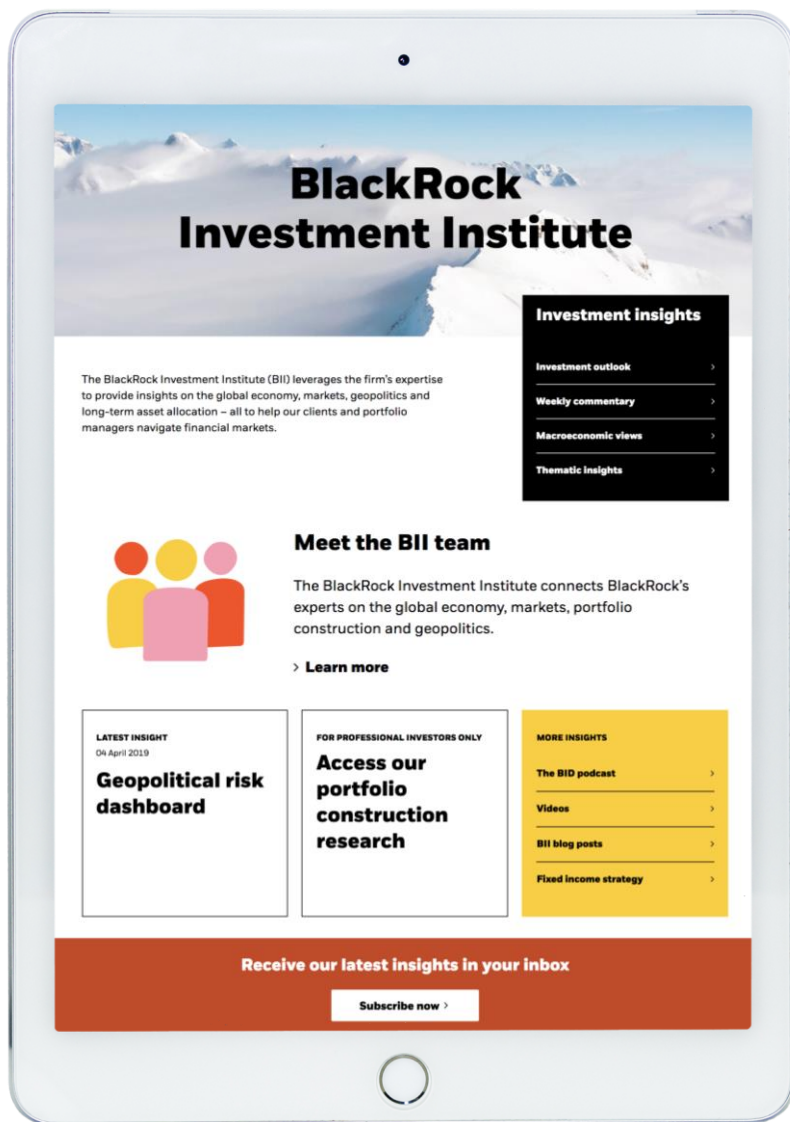 BlackRock
Investment Institute
Investment insights
Investment outlook
Weekly commentary
Macroeconomic views
Thematic insights
The BlackRock Investment Institute (BII) leverages the firm's expertise
to provide insights on the global economy, markets, geopolitics and
long-term asset allocation – all to help our clients and portfolio
managers navigate financial markets.
Meet the BII team
The BlackRock Investment Institute connects BlackRock's
experts on the global economy, markets, portfolio
construction and geopolitics.
Learn more
LATEST INSIGHT
04 April 2019
Geopolitical risk
dashboard
FOR PROFESSIONAL INVESTORS ONLY
Access our
portfolio
construction
research
MORE INSIGHTS
The BID podcast
Videos
BII blog posts
Fixed income strategy
Receive our latest insights in your inbox
Subscribe now